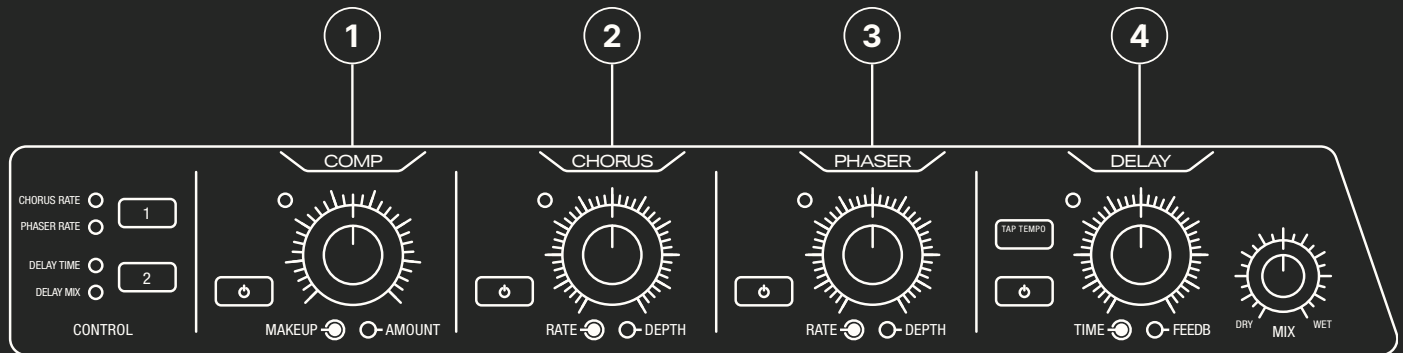 1
2
3
4
COMP
CHORUS
PHASER
DELAY
CHORUS RATE
PHASER RATE
1
DELAY TIME
DELAY MIX
2
CONTROL
MAKEUP
AMOUNT
RATE
DEPTH
RATE
DEPTH
TAP TEMPO
TIME
FEEDB
DRY
MIX
WET